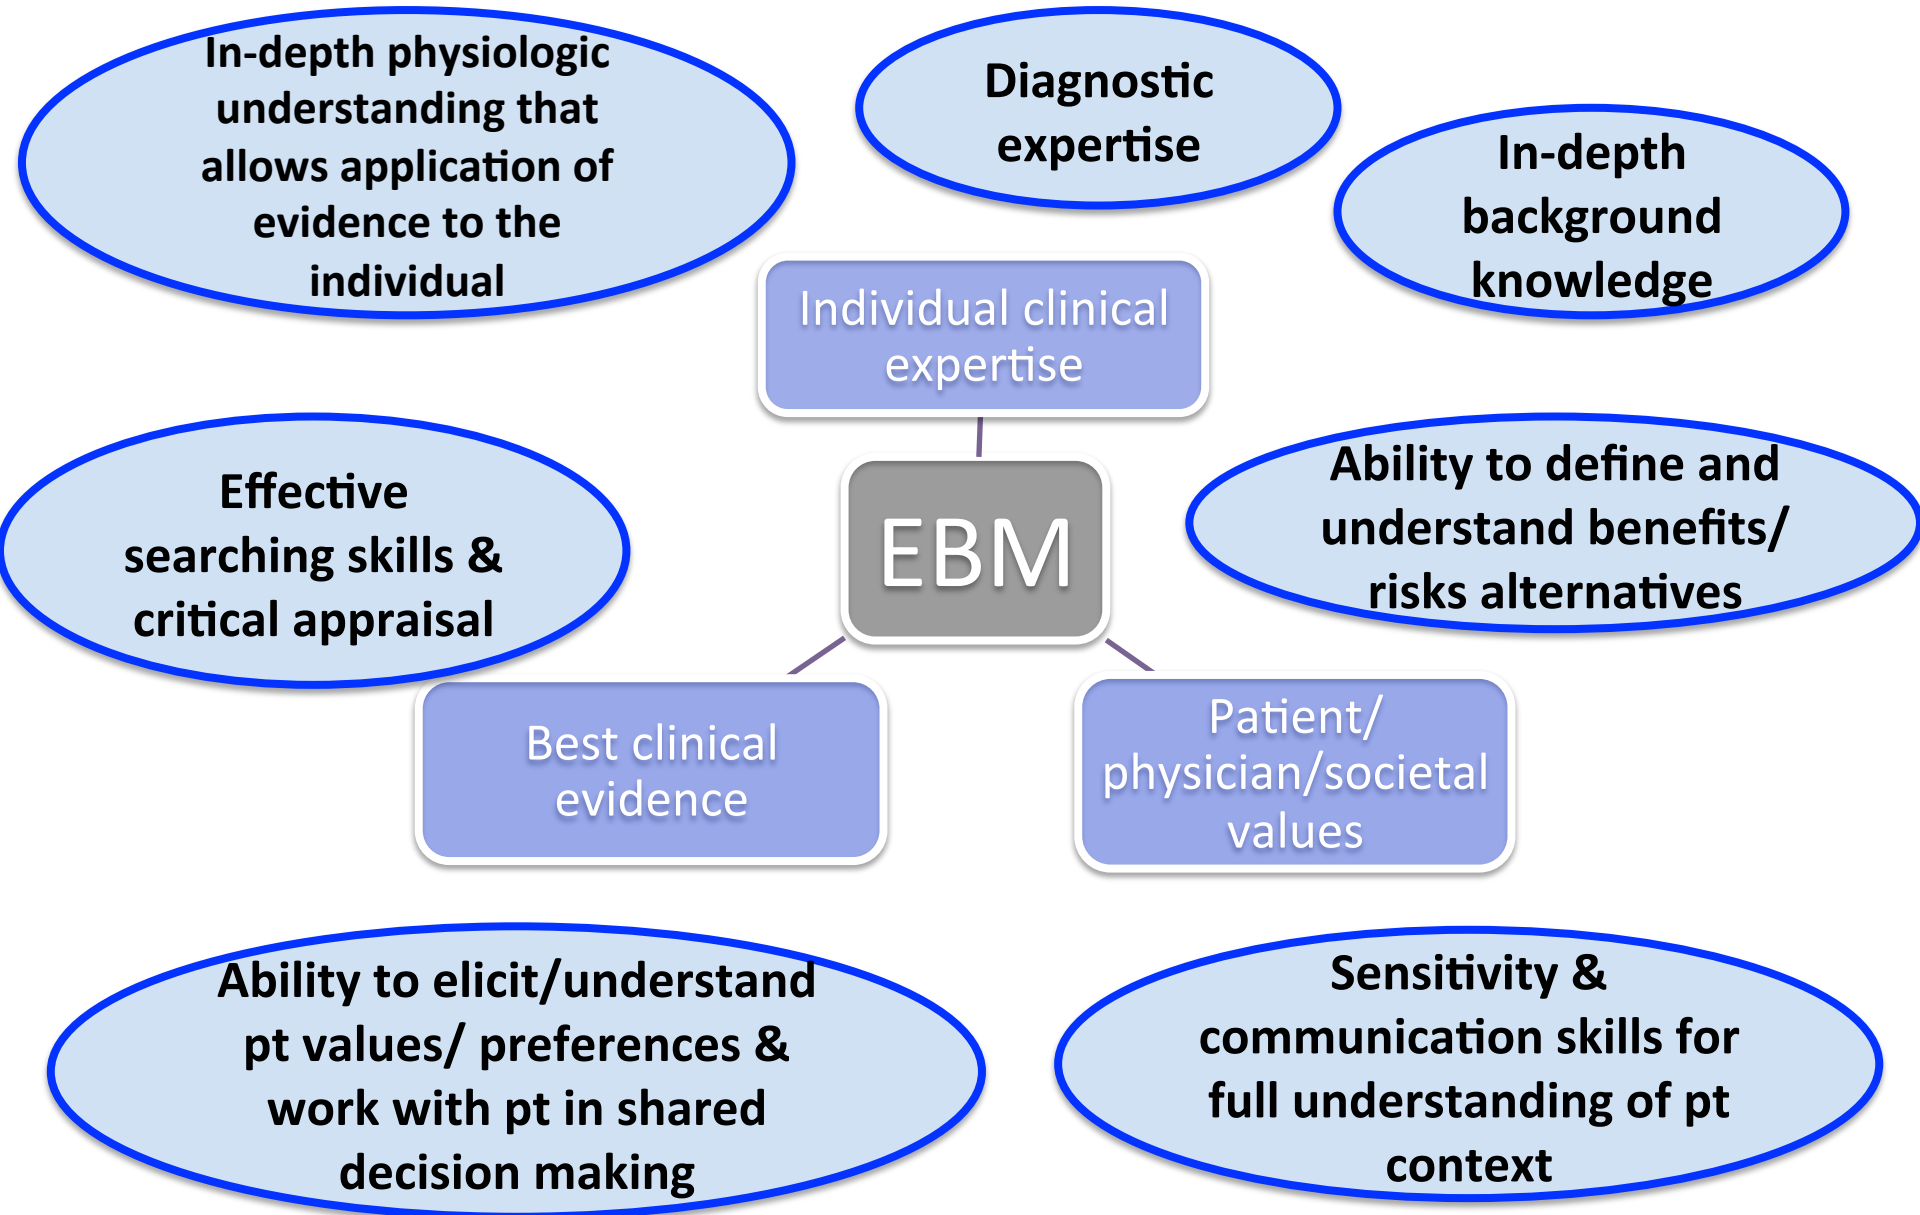 In-depth physiologic
understanding that
allows application of
evidence to the
individual
Diagnostic
expertise
In-depth
background
knowledge
Individual clinical
expertise
Effective
searching skills &
critical appraisal
EBM
Ability to define and
understand benefits/
risks alternatives
Best clinical
evidence
Patient/
physician/societal
values
Ability to elicit/understand
pt values/ preferences &
work with pt in shared
decision making
Sensitivity &
communication skills for
full understanding of pt
context